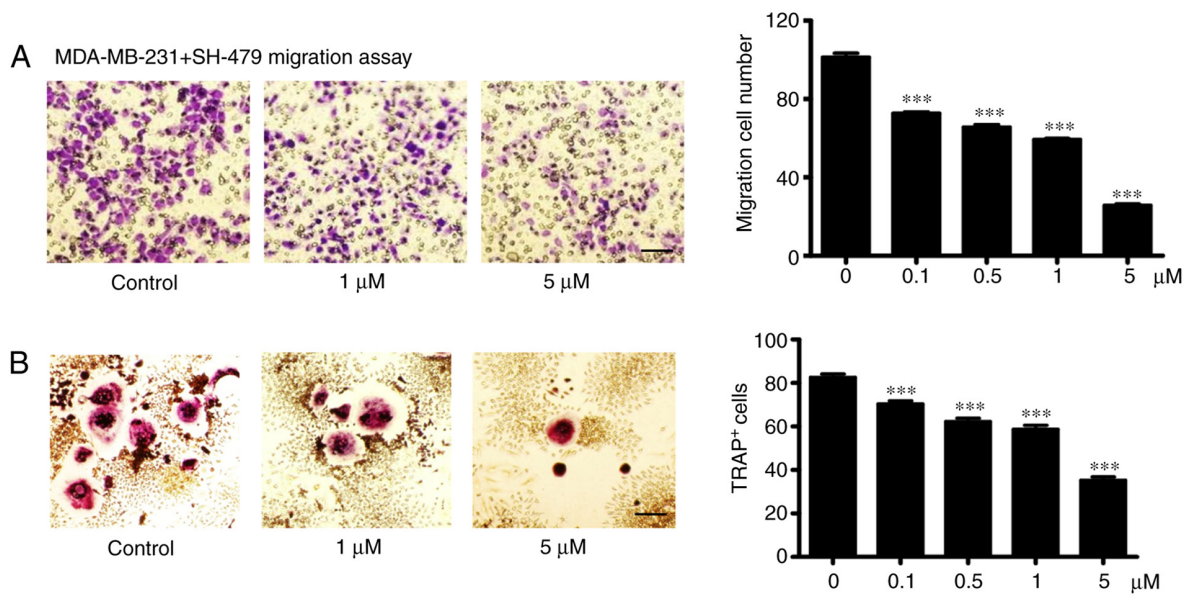 A
MDA-MB-231+SH-479 migration assay
Control
1 μM
5 μM
Migration cell number
120
80
40
0
***
***
***
***
0 0.1 0.5 1 5 μM
B
Control
1 μM
5 μM
TRAP+ cells
100
80
60
40
20
0
***
***
***
***
0 0.1 0.5 1 5 μM